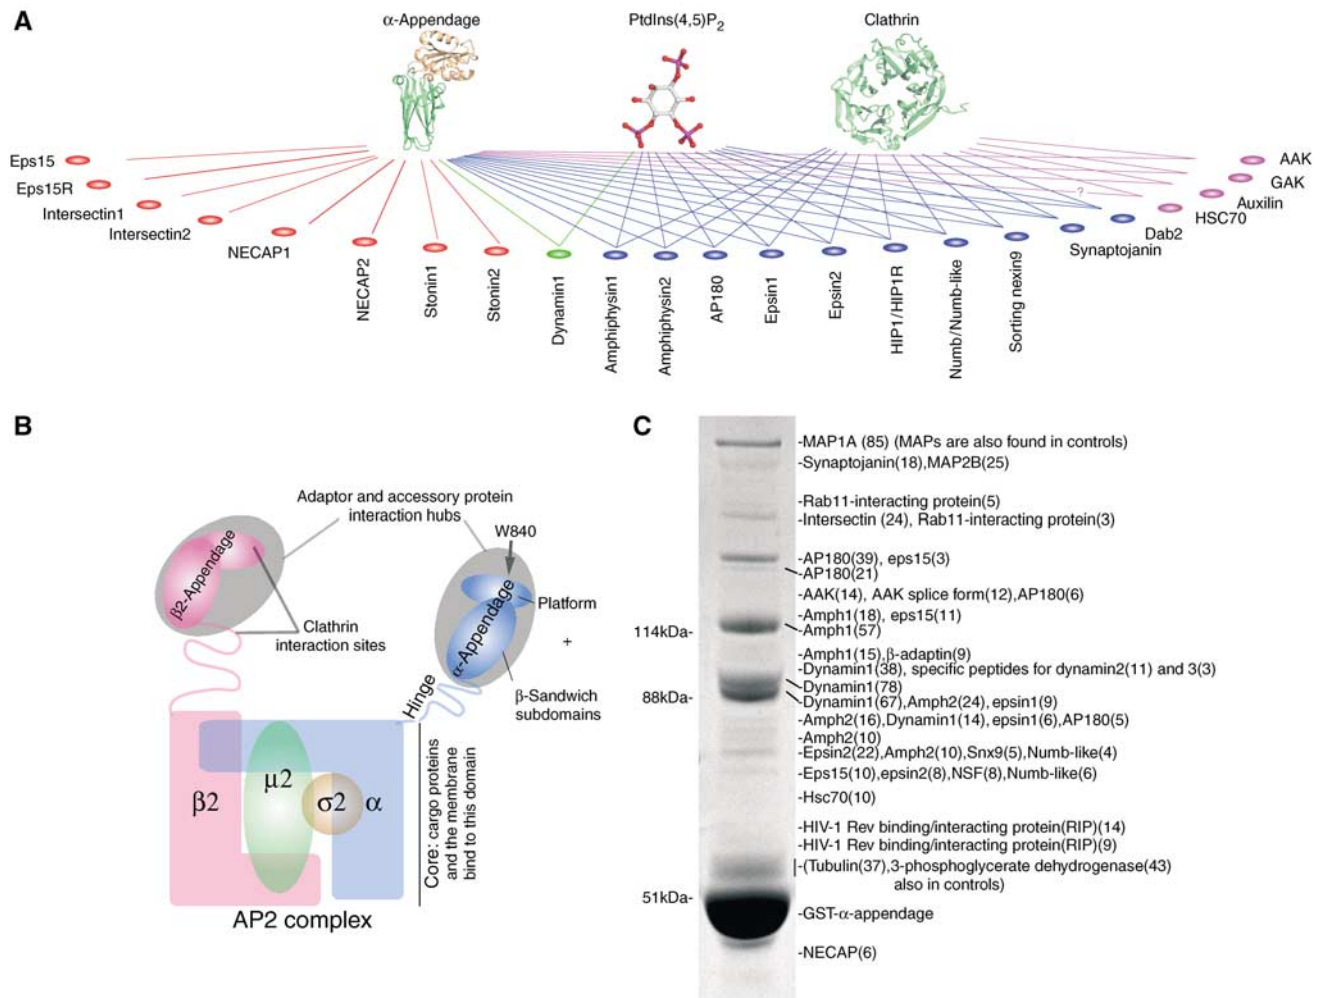 A
α-Appendage
PtdIns(4,5)P2
Clathrin
Eps15
Eps15R
Intersectin1
Intersectin2
NECAP1
NECAP2
Stonin1
Stonin2
Dynamin1
Amphiphysin1
Amphiphysin2
AP180
Epsin1
Epsin2
HIP1/HIP1R
Numb/Numb-like
Sorting nexin9
Synaptojanin
Dab2
HSC70
Auxilin
GAK
AAK
?
B
Adaptor and accessory protein
interaction hubs
W840
β2-Appendage
α-Appendage
Platform
+
Clathrin
interaction sites
β-Sandwich
subdomains
Hinge
β2
μ2
σ2
α
Core: cargo proteins
and the membrane
bind to this domain
AP2 complex
C
114kDa-
88kDa-
51kDa-
-MAP1A (85) (MAPs are also found in controls)
-Synaptojanin(18),MAP2B(25)
-Rab11-interacting protein(5)
-Intersectin (24), Rab11-interacting protein(3)
-AP180(39), eps15(3)
-AP180(21)
-AAK(14), AAK splice form(12),AP180(6)
-Amph1(18), eps15(11)
-Amph1(57)
-Amph1(15),β-adaptin(9)
-Dynamin1(38), specific peptides for dynamin2(11) and 3(3)
-Dynamin1(78)
-Dynamin1(67),Amph2(24),epsin1(9)
-Amph2(16),Dynamin1(14),epsin1(6),AP180(5)
-Amph2(10)
-Epsin2(22),Amph2(10),Snx9(5),Numb-like(4)
-Eps15(10),epsin2(8),NSF(8),Numb-like(6)
-Hsc70(10)
-HIV-1 Rev binding/interacting protein(RIP)(14)
-HIV-1 Rev binding/interacting protein(RIP)(9)
-(Tubulin(37),3-phosphoglycerate dehydrogenase(43)
also in controls)
-GST-α-appendage
-NECAP(6)